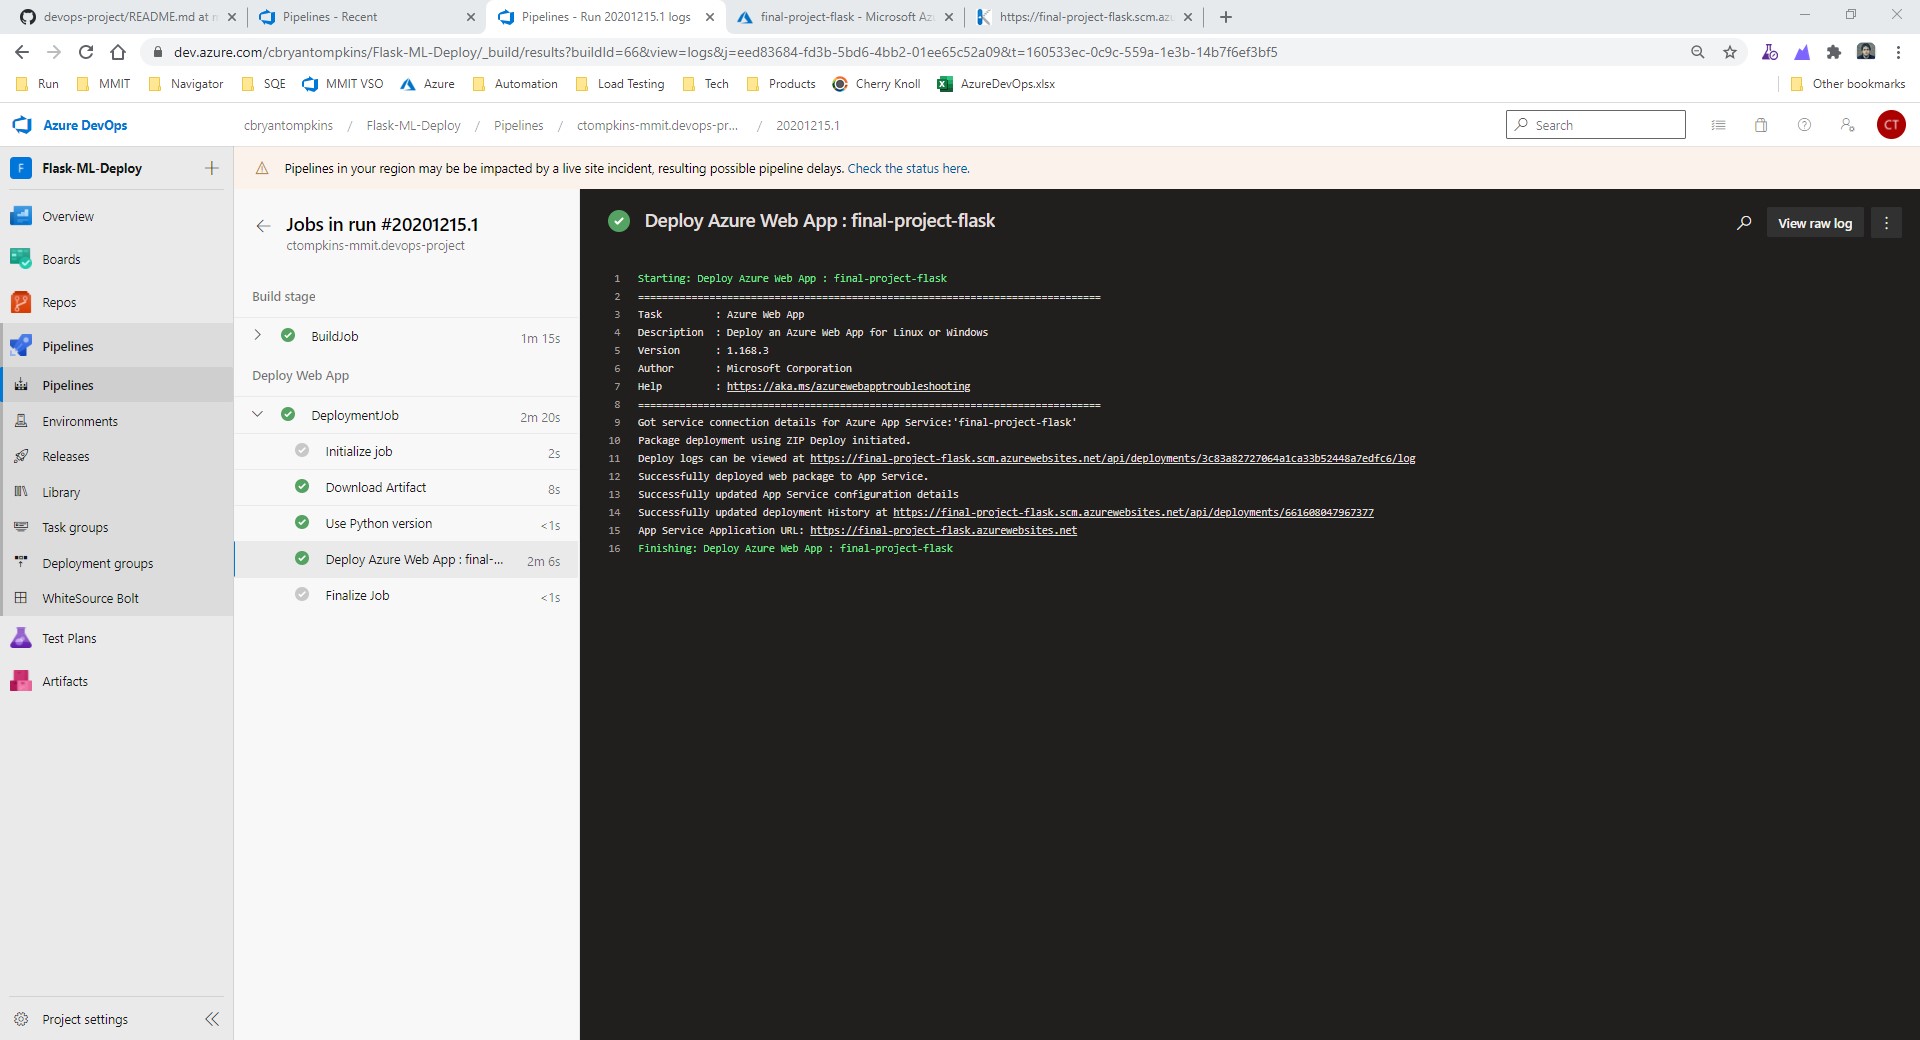 devops-project/README.md at m
Pipelines - Recent
Pipelines - Run 20201215.1 logs
final-project-flask - Microsoft Az
https://final-project-flask.scm.az
dev.azure.com/cbryantompkins/Flask-ML-Deploy/_build/results?buildId=66&view=logs&j=eed83684-fd3b-5bd6-4bb2-01ee65c52a09&t=160533ec-0c9c-559a-1e3b-14b7f6ef3bf5
Run MMIT Navigator SQE MMIT VSO Azure Automation Load Testing Tech Products Cherry Knoll AzureDevOps.xlsx Other bookmarks
Azure DevOps
cbryantompkins / Flask-ML-Deploy / Pipelines / ctompkins-mmit.devops-pr... / 20201215.1
Search
CT
F Flask-ML-Deploy
Overview
Boards
Repos
Pipelines
Pipelines
Environments
Releases
Library
Task groups
Deployment groups
WhiteSource Bolt
Test Plans
Artifacts
Project settings
Pipelines in your region may be be impacted by a live site incident, resulting possible pipeline delays. Check the status here.
Jobs in run #20201215.1
ctompkins-mmit.devops-project
Build stage
BuildJob 1m 15s
Deploy Web App
DeploymentJob 2m 20s
Initialize job 2s
Download Artifact 8s
Use Python version <1s
Deploy Azure Web App : final-... 2m 6s
Finalize Job <1s
Deploy Azure Web App : final-project-flask
View raw log
1 Starting: Deploy Azure Web App : final-project-flask
2 ==============================================================================
3 Task : Azure Web App
4 Description : Deploy an Azure Web App for Linux or Windows
5 Version : 1.168.3
6 Author : Microsoft Corporation
7 Help : https://aka.ms/azurewebapptroubleshooting
8 ==============================================================================
9 Got service connection details for Azure App Service:'final-project-flask'
10 Package deployment using ZIP Deploy initiated.
11 Deploy logs can be viewed at https://final-project-flask.scm.azurewebsites.net/api/deployments/3c83a82727064a1ca33b52448a7edfc6/log
12 Successfully deployed web package to App Service.
13 Successfully updated App Service configuration details
14 Successfully updated deployment History at https://final-project-flask.scm.azurewebsites.net/api/deployments/661608047967377
15 App Service Application URL: https://final-project-flask.azurewebsites.net
16 Finishing: Deploy Azure Web App : final-project-flask